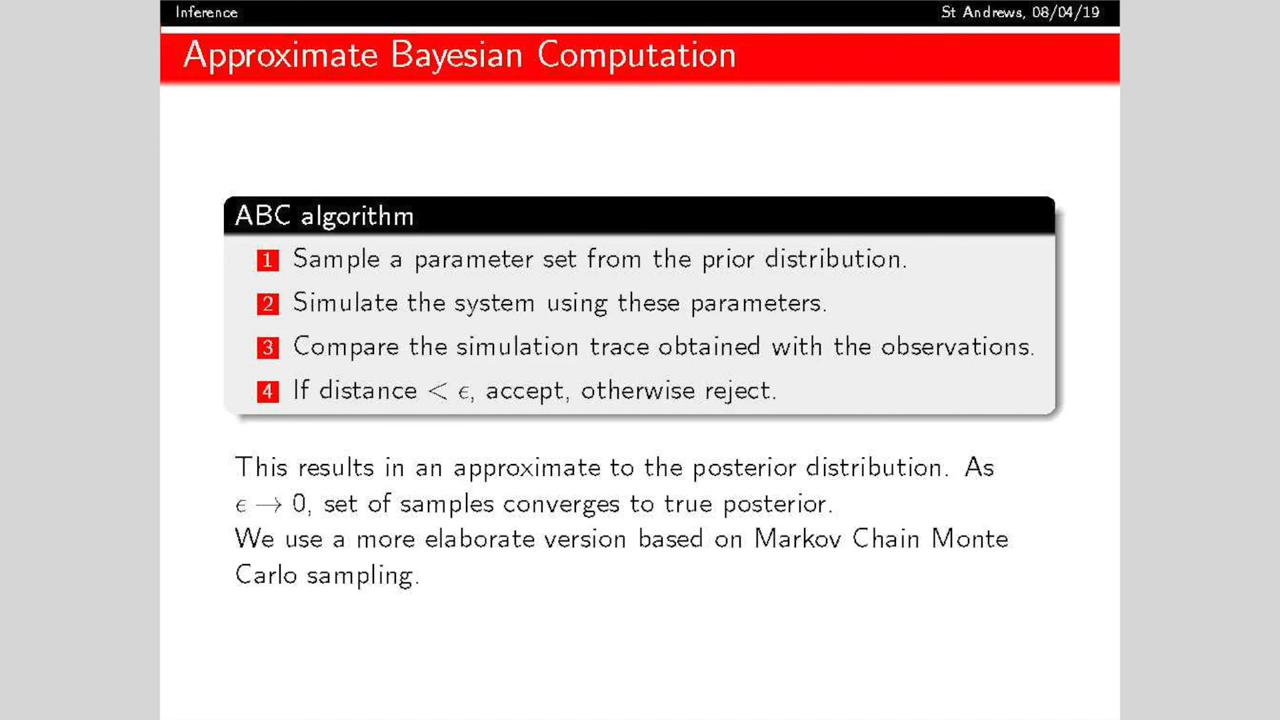 Inference
St Andrews, 08/04/19
Approximate Bayesian Computation
ABC algorithm
1 Sample a parameter set from the prior distribution.
2 Simulate the system using these parameters.
3 Compare the simulation trace obtained with the observations.
4 If distance < ϵ, accept, otherwise reject.
This results in an approximate to the posterior distribution. As
ϵ → 0, set of samples converges to true posterior.
We use a more elaborate version based on Markov Chain Monte
Carlo sampling.